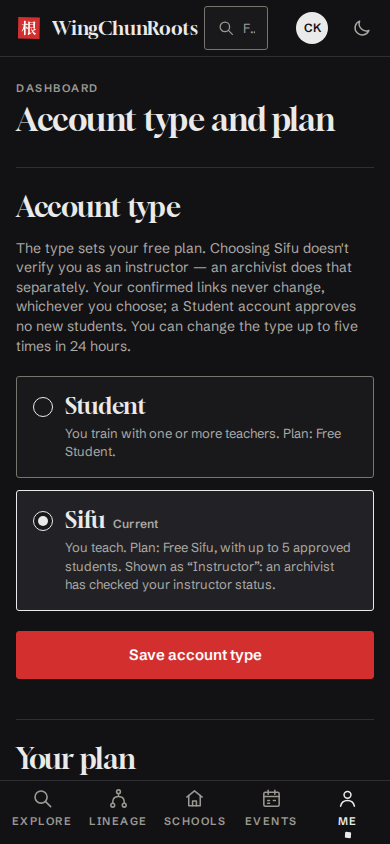 根 WingChunRoots F.. CK
DASHBOARD
Account type and plan
Account type
The type sets your free plan. Choosing Sifu doesn't
verify you as an instructor — an archivist does that
separately. Your confirmed links never change,
whichever you choose; a Student account approves
no new students. You can change the type up to five
times in 24 hours.
Student
You train with one or more teachers. Plan: Free
Student.
Sifu Current
You teach. Plan: Free Sifu, with up to 5 approved
students. Shown as “Instructor”: an archivist
has checked your instructor status.
Save account type
Your plan
EXPLORE LINEAGE SCHOOLS EVENTS ME